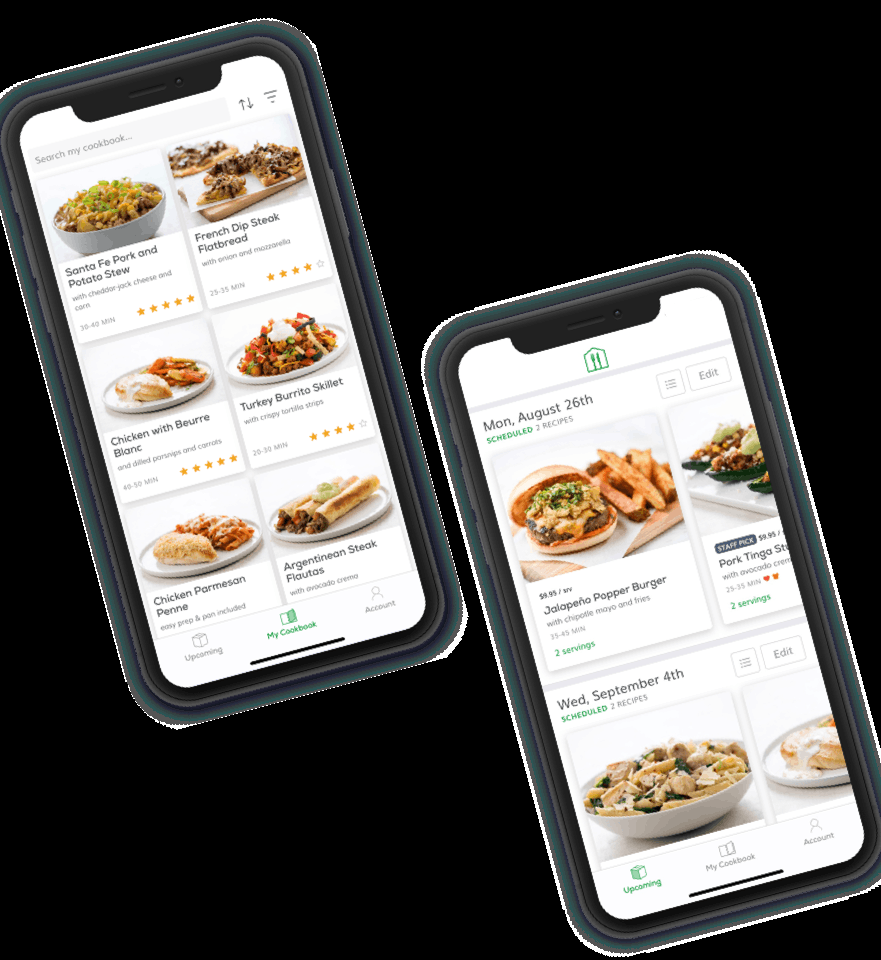 Search my cookbook...
Santa Fe Pork and
Potato Stew
with cheddar-jack cheese and
corn
30-40 MIN
French Dip Steak
Flatbread
with onion and mozzarella
25-35 MIN
Chicken with Beurre
Blanc
and dilled parsnips and carrots
40-50 MIN
Turkey Burrito Skillet
with crispy tortilla strips
20-30 MIN
Chicken Parmesan
Penne
easy prep & pan included
Argentinean Steak
Flautas
with avocado crema
Upcoming
My Cookbook
Account
Mon, August 26th
SCHEDULED 2 RECIPES
Edit
$9.95 / srv
Jalapeño Popper Burger
with chipotle mayo and fries
35-45 MIN
2 servings
STAFF PICK $9.95 /
Pork Tinga St
with avocado crem
25-35 MIN
2 servings
Wed, September 4th
SCHEDULED 2 RECIPES
Edit
Upcoming
My Cookbook
Account